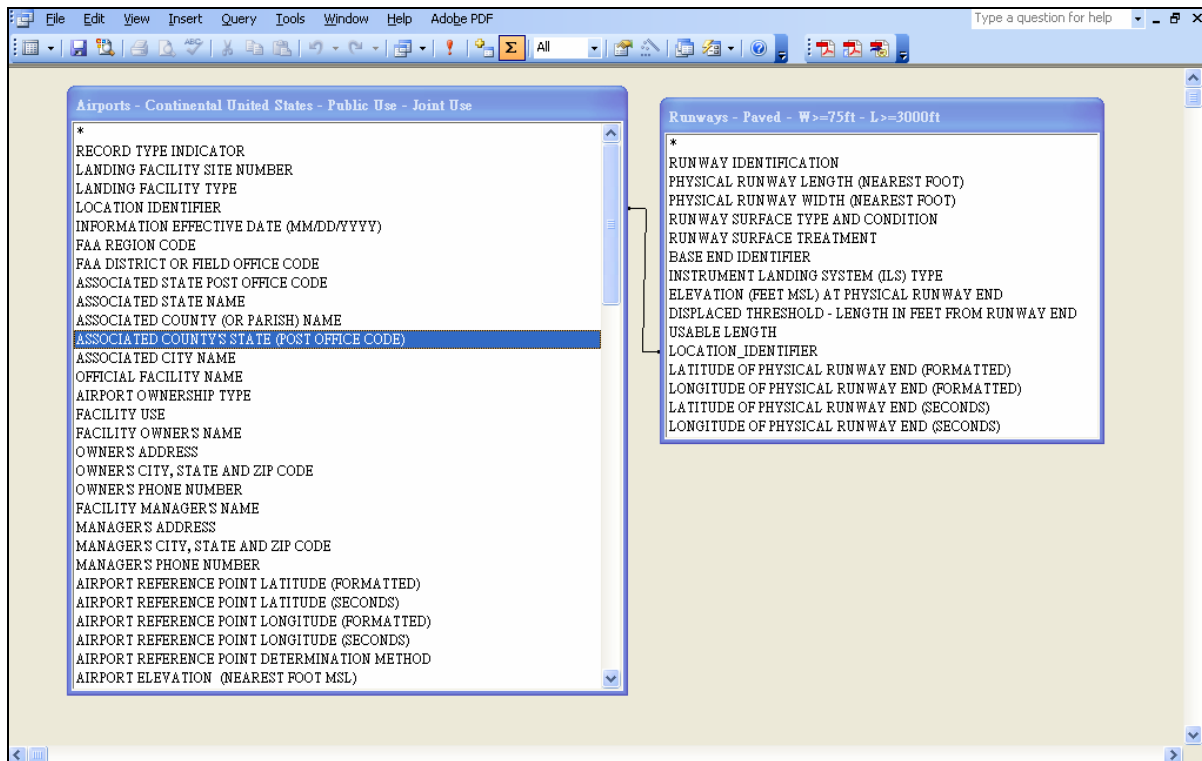 File Edit View Insert Query Tools Window Help Adobe PDF Type a question for help
ABC Σ All
Airports - Continental United States - Public Use - Joint Use
*
RECORD TYPE INDICATOR
LANDING FACILITY SITE NUMBER
LANDING FACILITY TYPE
LOCATION IDENTIFIER
INFORMATION EFFECTIVE DATE (MM/DD/YYYY)
FAA REGION CODE
FAA DISTRICT OR FIELD OFFICE CODE
ASSOCIATED STATE POST OFFICE CODE
ASSOCIATED STATE NAME
ASSOCIATED COUNTY (OR PARISH) NAME
ASSOCIATED COUNTY'S STATE (POST OFFICE CODE)
ASSOCIATED CITY NAME
OFFICIAL FACILITY NAME
AIRPORT OWNERSHIP TYPE
FACILITY USE
FACILITY OWNER'S NAME
OWNER'S ADDRESS
OWNER'S CITY, STATE AND ZIP CODE
OWNER'S PHONE NUMBER
FACILITY MANAGER'S NAME
MANAGER'S ADDRESS
MANAGER'S CITY, STATE AND ZIP CODE
MANAGER'S PHONE NUMBER
AIRPORT REFERENCE POINT LATITUDE (FORMATTED)
AIRPORT REFERENCE POINT LATITUDE (SECONDS)
AIRPORT REFERENCE POINT LONGITUDE (FORMATTED)
AIRPORT REFERENCE POINT LONGITUDE (SECONDS)
AIRPORT REFERENCE POINT DETERMINATION METHOD
AIRPORT ELEVATION (NEAREST FOOT MSL)
Runways - Paved - W>=75ft - L>=3000ft
*
RUNWAY IDENTIFICATION
PHYSICAL RUNWAY LENGTH (NEAREST FOOT)
PHYSICAL RUNWAY WIDTH (NEAREST FOOT)
RUNWAY SURFACE TYPE AND CONDITION
RUNWAY SURFACE TREATMENT
BASE END IDENTIFIER
INSTRUMENT LANDING SYSTEM (ILS) TYPE
ELEVATION (FEET MSL) AT PHYSICAL RUNWAY END
DISPLACED THRESHOLD - LENGTH IN FEET FROM RUNWAY END
USABLE LENGTH
LOCATION_IDENTIFIER
LATITUDE OF PHYSICAL RUNWAY END (FORMATTED)
LONGITUDE OF PHYSICAL RUNWAY END (FORMATTED)
LATITUDE OF PHYSICAL RUNWAY END (SECONDS)
LONGITUDE OF PHYSICAL RUNWAY END (SECONDS)